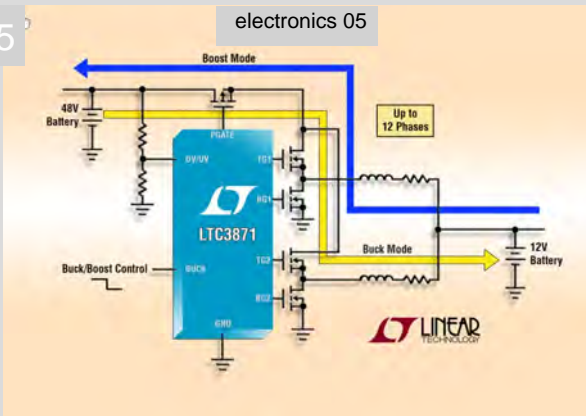 5
electronics 05
Boost Mode
48V
Battery
PGATE
Up to
12 Phases
OV/UV
TG1
BG1
LTC3871
Buck/Boost Control
BUCK
TG2
BG2
Buck Mode
12V
Battery
GND
LINEAR
TECHNOLOGY